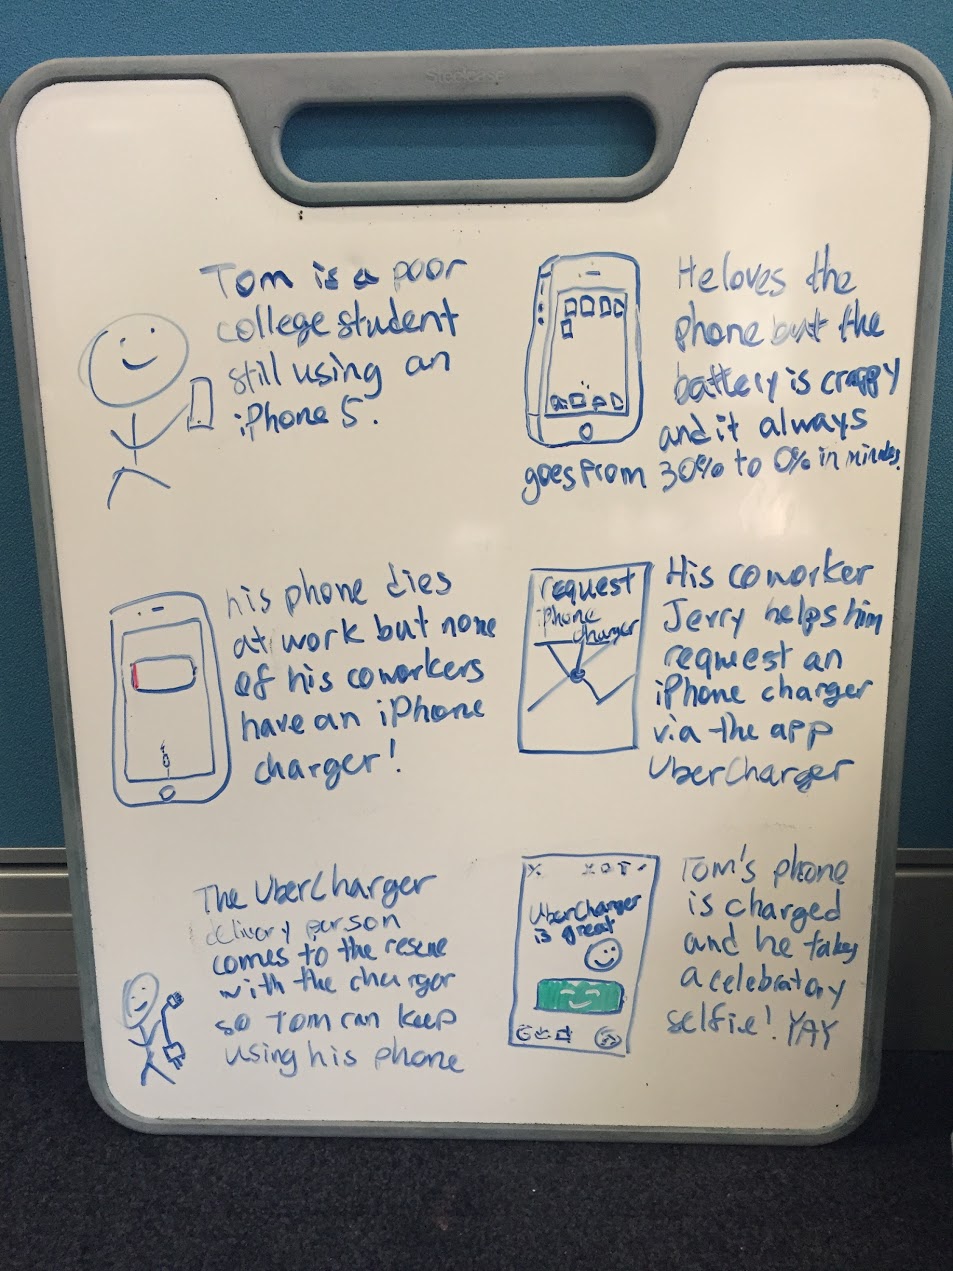 Steelcase
Tom is a poor
college student
still using an
iPhone 5.
He loves the
phone but the
battery is crappy
and it always
goes from 30% to 0% in minutes.
his phone dies
at work but none
of his coworkers
have an iPhone
charger!
request
iPhone
charger
His coworker
Jerry helps him
request an
iPhone charger
via the app
UberCharger
The UberCharger
delivery person
comes to the rescue
with the charger
so Tom can keep
using his phone
UberCharger
is great
Tom's phone
is charged
and he takes
a celebratory
selfie! YAY